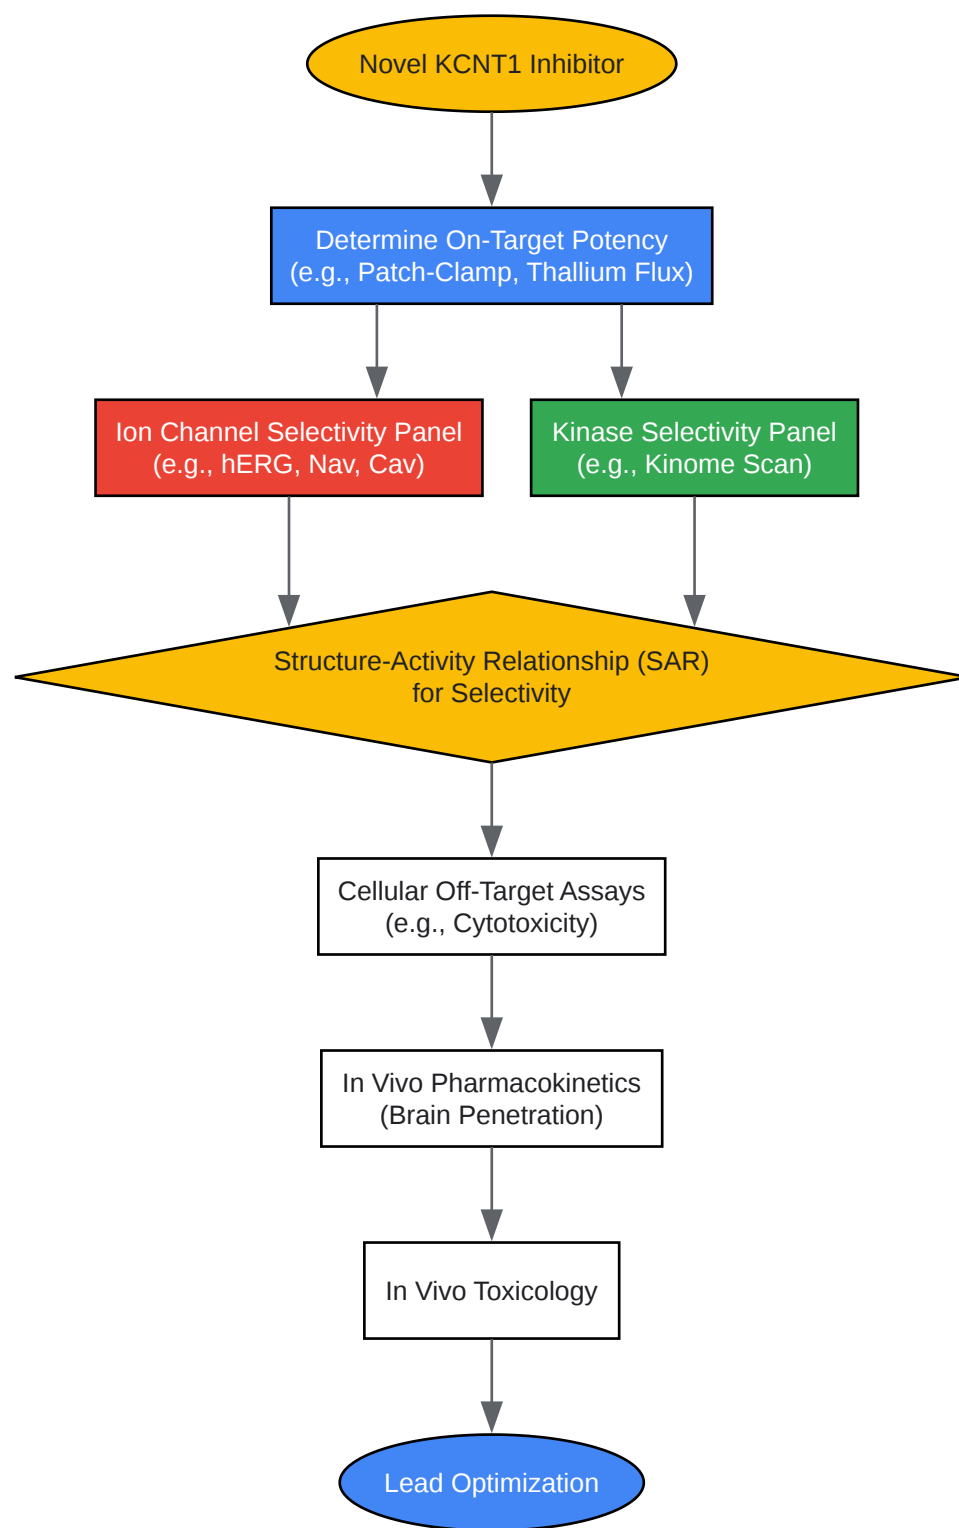 Novel KCNT1 Inhibitor
Determine On-Target Potency
(e.g., Patch-Clamp, Thallium Flux)
Ion Channel Selectivity Panel
(e.g., hERG, Nav, Cav)
Kinase Selectivity Panel
(e.g., Kinome Scan)
Structure-Activity Relationship (SAR)
for Selectivity
Cellular Off-Target Assays
(e.g., Cytotoxicity)
In Vivo Pharmacokinetics
(Brain Penetration)
In Vivo Toxicology
Lead Optimization